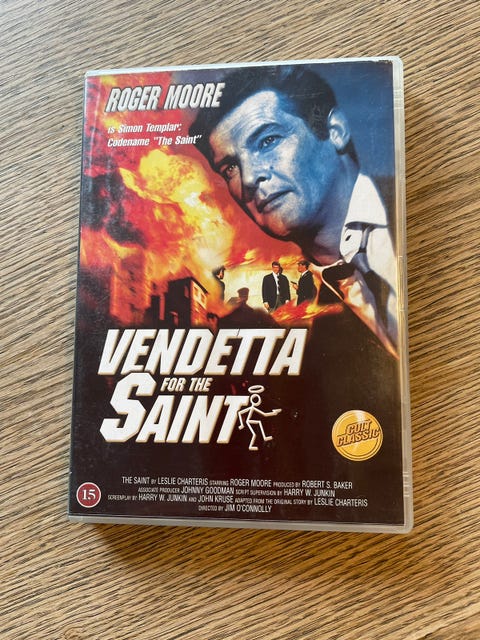 ROGER MOORE
is Simon Templar:
Codename "The Saint"
VENDETTA
FOR THE
SAINT
CULT
CLASSIC
THE SAINT BY LESLIE CHARTERIS STARRING ROGER MOORE PRODUCED BY ROBERT S. BAKER
ASSOCIATE PRODUCER JOHNNY GOODMAN SCRIPT SUPERVISION BY HARRY W. JUNKIN
SCREENPLAY BY HARRY W. JUNKIN AND JOHN KRUSE ADAPTED FROM THE ORIGINAL STORY BY LESLIE CHARTERIS
DIRECTED BY JIM O'CONNOLLY
15